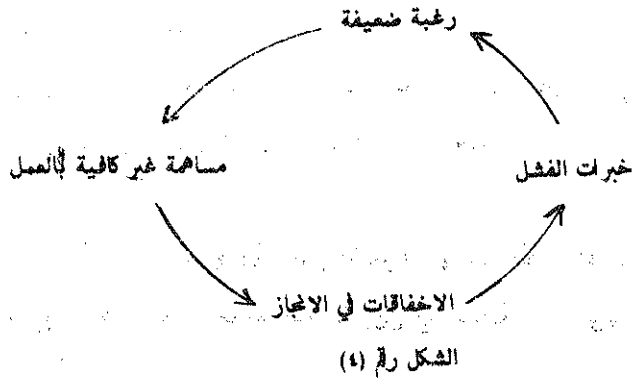 رغبة ضعيفة
مساهمة غير كافية بالعمل
خبرات الفشل
الاخفاقات في الانجاز
الشكل رقم (٤)